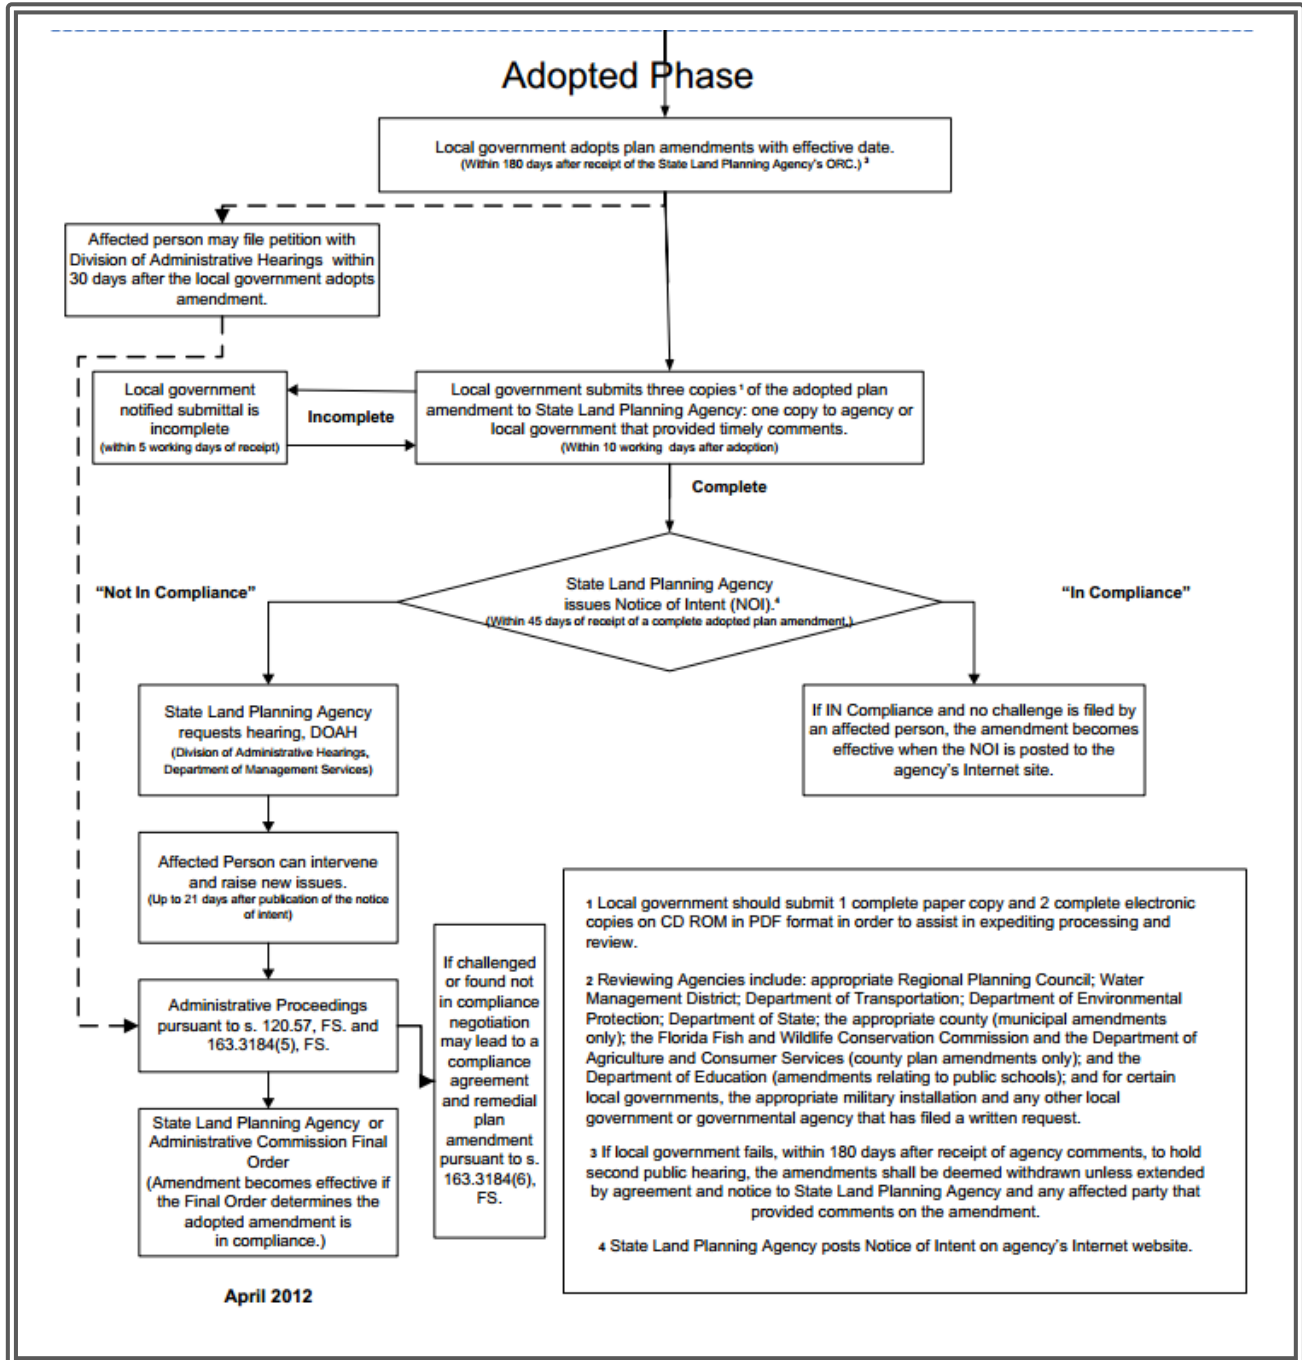 Adopted Phase
Local government adopts plan amendments with effective date.
(Within 180 days after receipt of the State Land Planning Agency's ORC.) ³
Affected person may file petition with
Division of Administrative Hearings within
30 days after the local government adopts
amendment.
Local government
notified submittal is
incomplete
(within 5 working days of receipt)
Incomplete
Local government submits three copies ¹ of the adopted plan
amendment to State Land Planning Agency: one copy to agency or
local government that provided timely comments.
(Within 10 working days after adoption)
Complete
"Not In Compliance"
State Land Planning Agency
issues Notice of Intent (NOI).⁴
(Within 45 days of receipt of a complete adopted plan amendment.)
"In Compliance"
State Land Planning Agency
requests hearing, DOAH
(Division of Administrative Hearings,
Department of Management Services)
If IN Compliance and no challenge is filed by
an affected person, the amendment becomes
effective when the NOI is posted to the
agency's Internet site.
Affected Person can intervene
and raise new issues.
(Up to 21 days after publication of the notice
of intent)
Administrative Proceedings
pursuant to s. 120.57, FS. and
163.3184(5), FS.
State Land Planning Agency or
Administrative Commission Final
Order
(Amendment becomes effective if
the Final Order determines the
adopted amendment is
in compliance.)
If challenged
or found not
in compliance
negotiation
may lead to a
compliance
agreement
and remedial
plan
amendment
pursuant to s.
163.3184(6),
FS.
1 Local government should submit 1 complete paper copy and 2 complete electronic
copies on CD ROM in PDF format in order to assist in expediting processing and
review.
2 Reviewing Agencies include: appropriate Regional Planning Council; Water
Management District; Department of Transportation; Department of Environmental
Protection; Department of State; the appropriate county (municipal amendments
only); the Florida Fish and Wildlife Conservation Commission and the Department of
Agriculture and Consumer Services (county plan amendments only); and the
Department of Education (amendments relating to public schools); and for certain
local governments, the appropriate military installation and any other local
government or governmental agency that has filed a written request.
3 If local government fails, within 180 days after receipt of agency comments, to hold
second public hearing, the amendments shall be deemed withdrawn unless extended
by agreement and notice to State Land Planning Agency and any affected party that
provided comments on the amendment.
4 State Land Planning Agency posts Notice of Intent on agency's Internet website.
April 2012